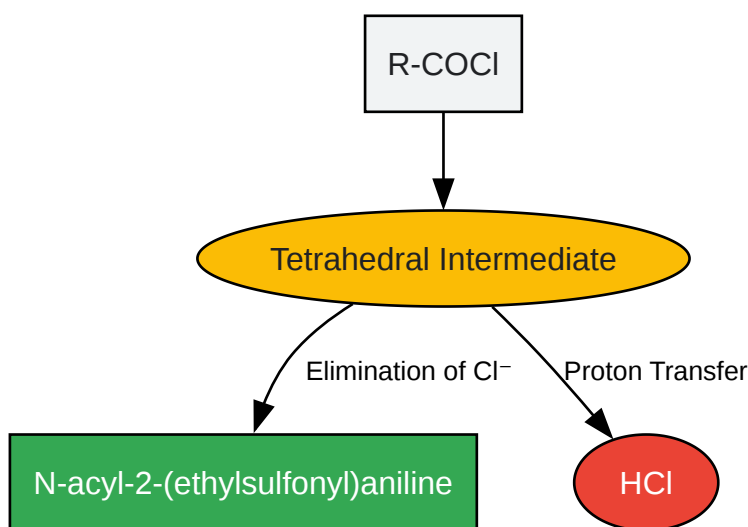 R-COCl
Tetrahedral Intermediate
Elimination of Cl⁻
Proton Transfer
N-acyl-2-(ethylsulfonyl)aniline
HCl